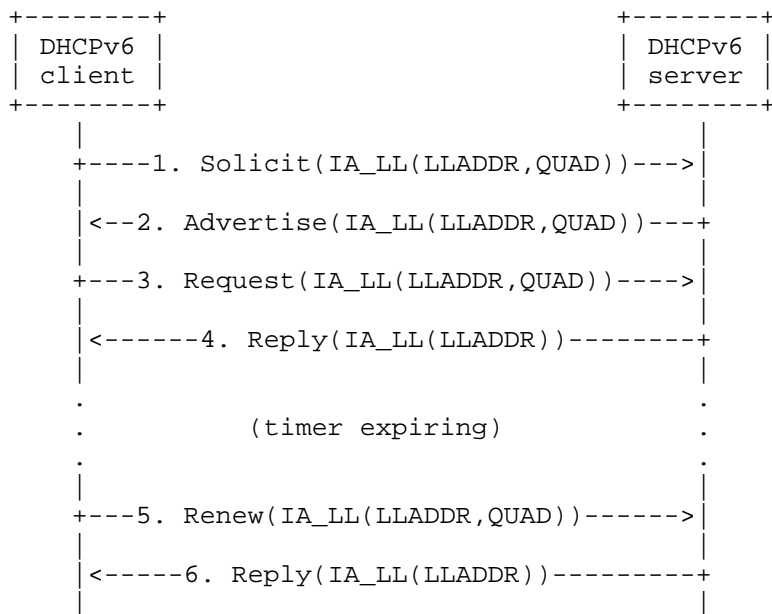 DHCPv6 DHCPv6
client server
1. Solicit(IA_LL(LLADDR,QUAD))
2. Advertise(IA_LL(LLADDR,QUAD))
3. Request(IA_LL(LLADDR,QUAD))
4. Reply(IA_LL(LLADDR))
(timer expiring)
5. Renew(IA_LL(LLADDR,QUAD))
6. Reply(IA_LL(LLADDR))